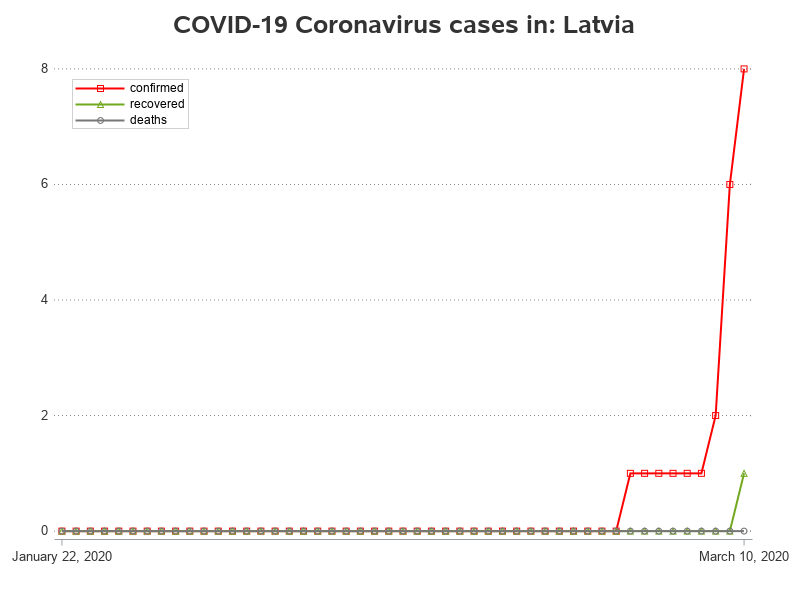 COVID-19 Coronavirus cases in: Latvia
8
confirmed
recovered
deaths
6
4
2
0
January 22, 2020
March 10, 2020